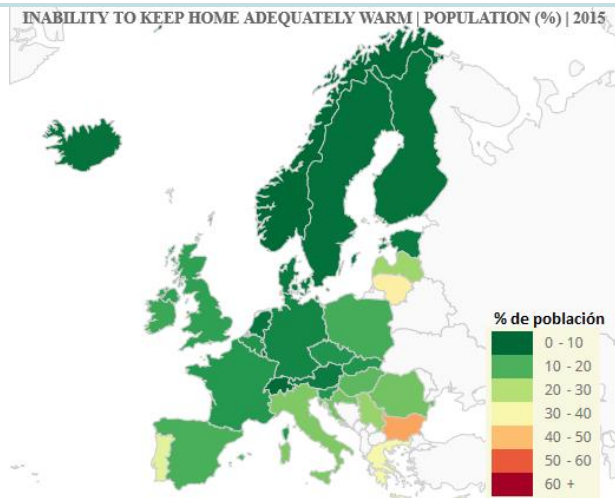 INABILITY TO KEEP HOME ADEQUATELY WARM | POPULATION (%) | 2015
% de población
0 - 10
10 - 20
20 - 30
30 - 40
40 - 50
50 - 60
60 +